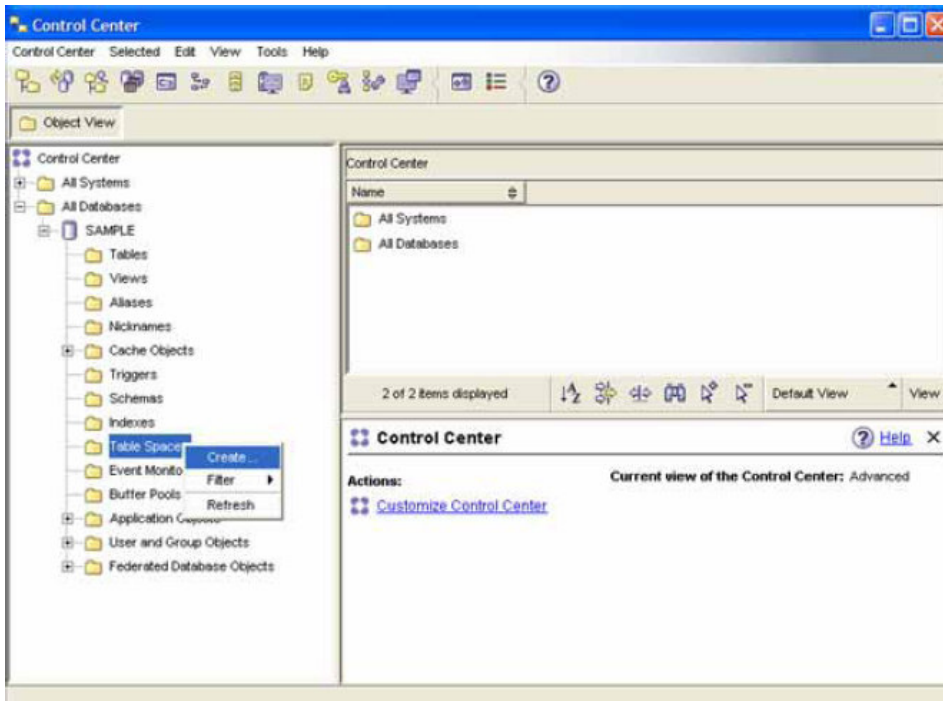 Control Center
Control Center Selected Edit View Tools Help
Object View
Control Center
All Systems
All Databases
SAMPLE
Tables
Views
Aliases
Nicknames
Cache Objects
Triggers
Schemas
Indexes
Table Spaces
Event Monito
Buffer Pools
Application Objects
User and Group Objects
Federated Database Objects
Create...
Filter
Refresh
Control Center
Name
All Systems
All Databases
2 of 2 items displayed
Default View
View
Control Center
Help
Actions:
Current view of the Control Center: Advanced
Customize Control Center